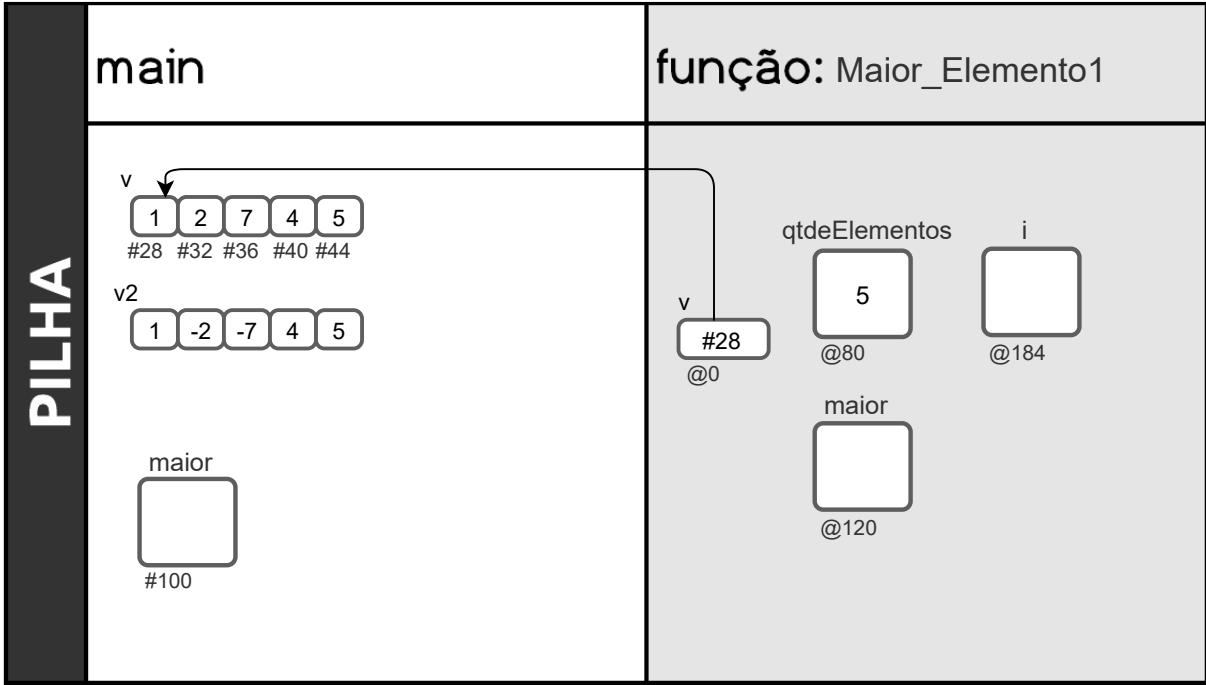 PILHA
main
função: Maior_Elemento1
v
1 2 7 4 5
#28 #32 #36 #40 #44
v2
1 -2 -7 4 5
maior
#100
v
#28
@0
qtdeElementos
5
@80
i
@184
maior
@120